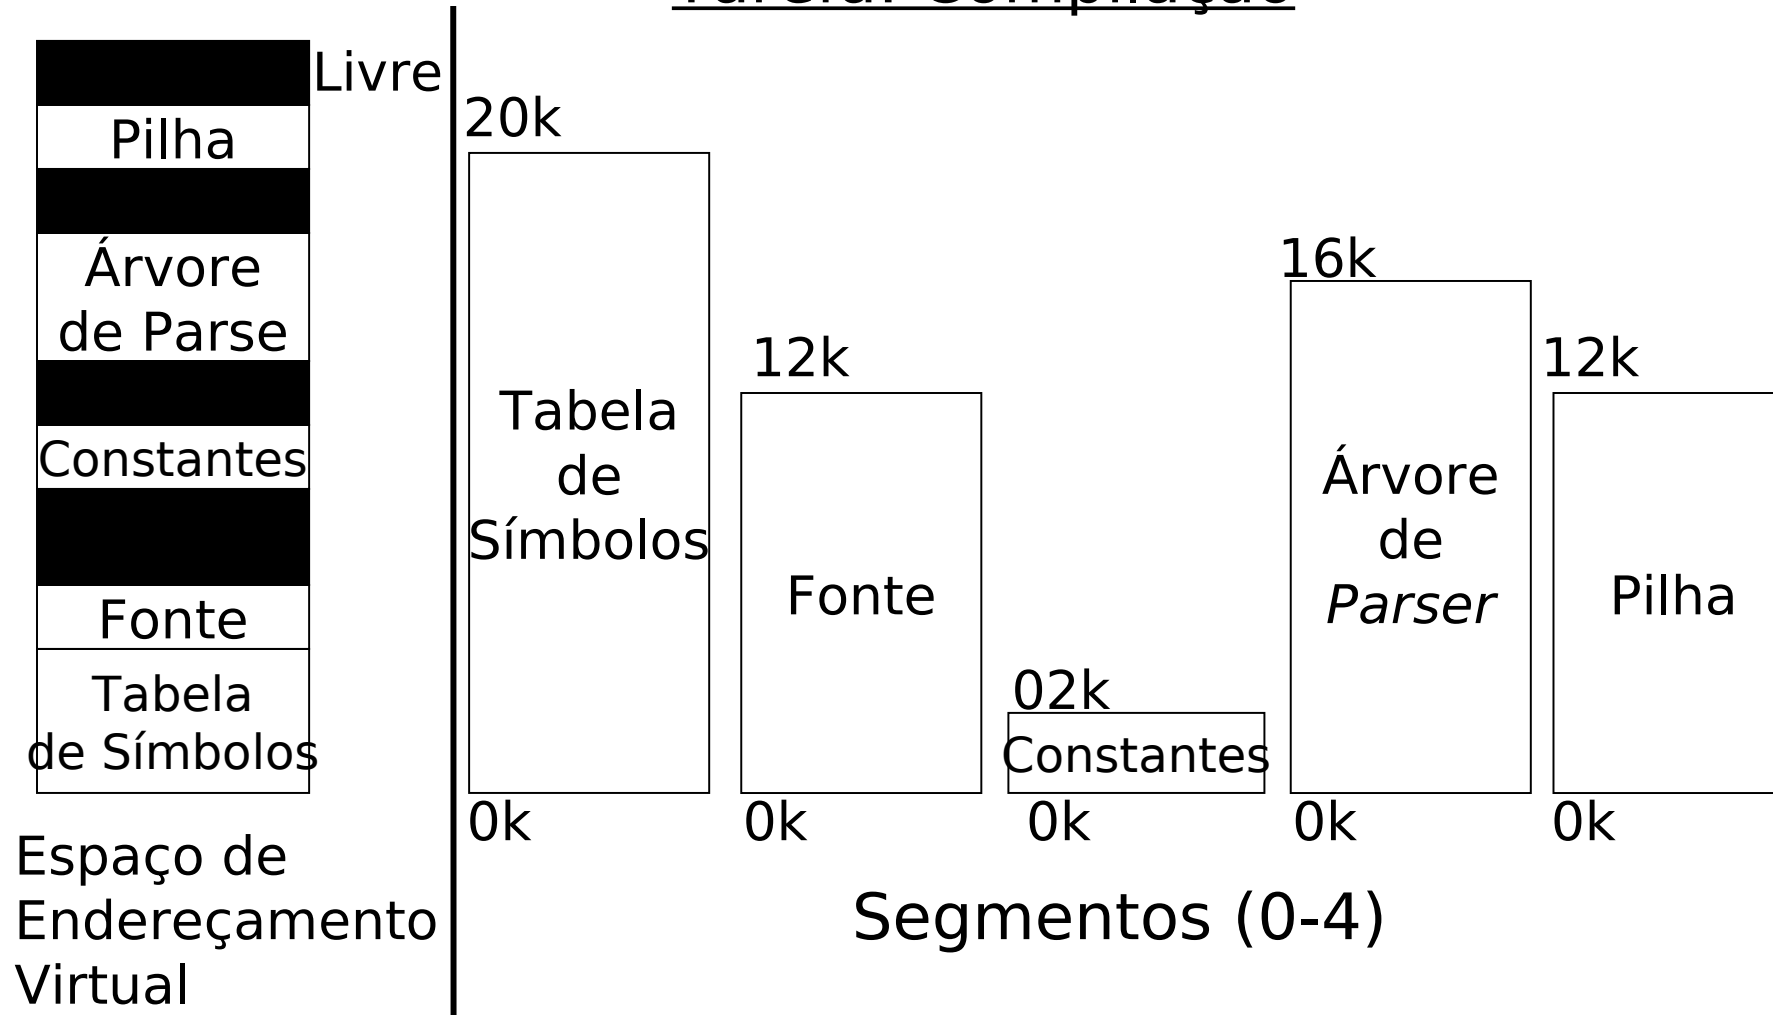 Livre
Pilha
Árvore
de Parse
Constantes
Fonte
Tabela
de Símbolos
Espaço de
Endereçamento
Virtual
20k
Tabela
de
Símbolos
0k
12k
Fonte
0k
02k
Constantes
0k
16k
Árvore
de
Parser
0k
12k
Pilha
0k
Segmentos (0-4)